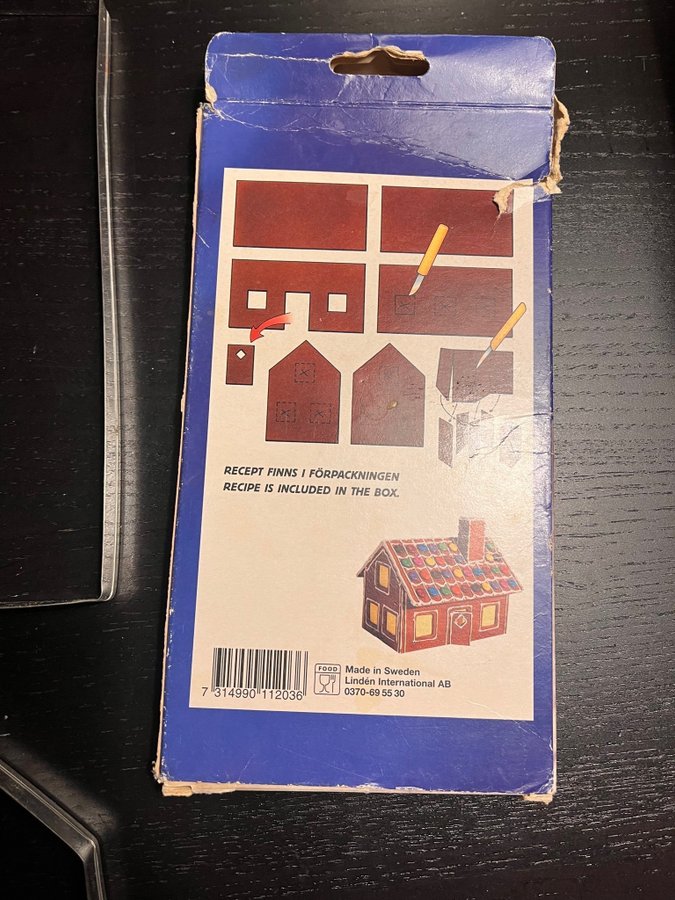 RECEPT FINNS I FÖRPACKNINGEN
RECIPE IS INCLUDED IN THE BOX.
FOOD
Made in Sweden
Lindén International AB
0370-69 55 30
7 314990 112036